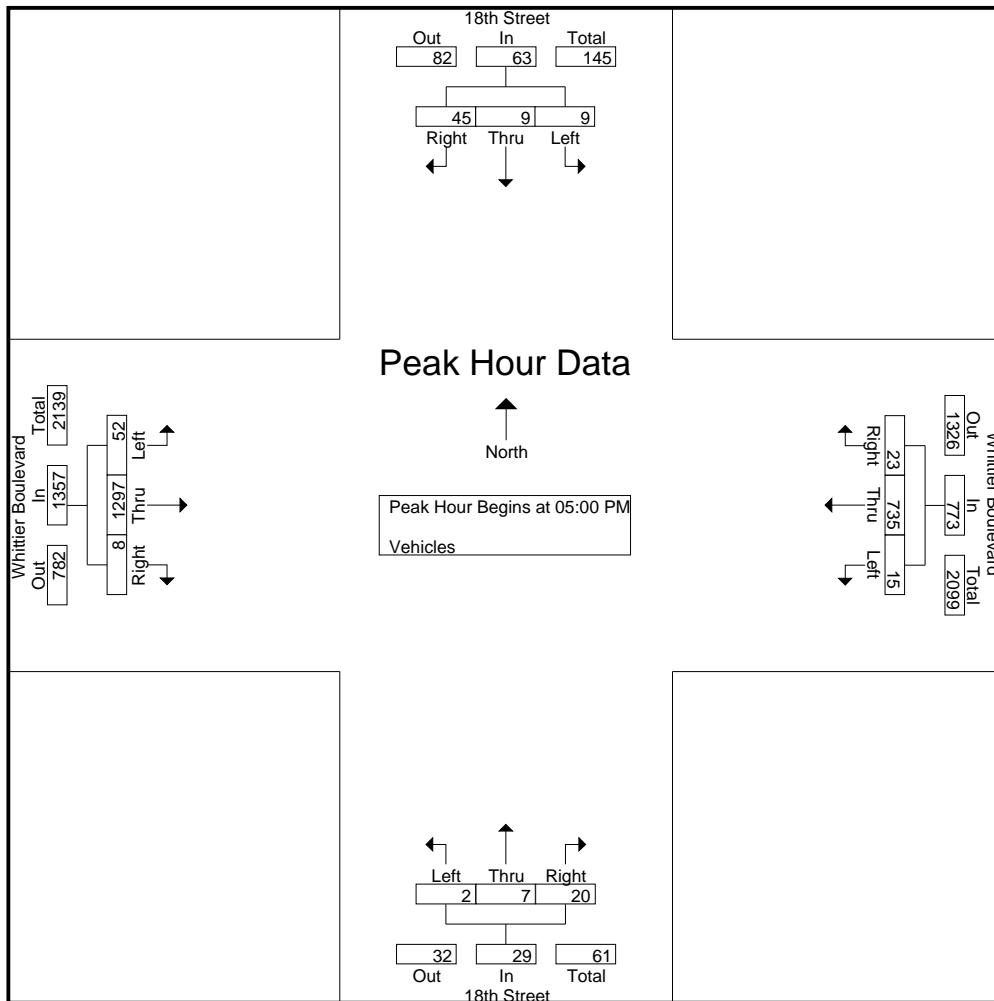 18th Street
Out In Total
82 63 145
45 9 9
Right Thru Left
Peak Hour Data
North
Peak Hour Begins at 05:00 PM
Vehicles
Whittier Boulevard
Total In Out
2139 1357 782
52 1297 8
Left Thru Right
Whittier Boulevard
Out In Total
1326 773 2099
23 735 15
Right Thru Left
Left Thru Right
2 7 20
32 29 61
Out In Total
18th Street